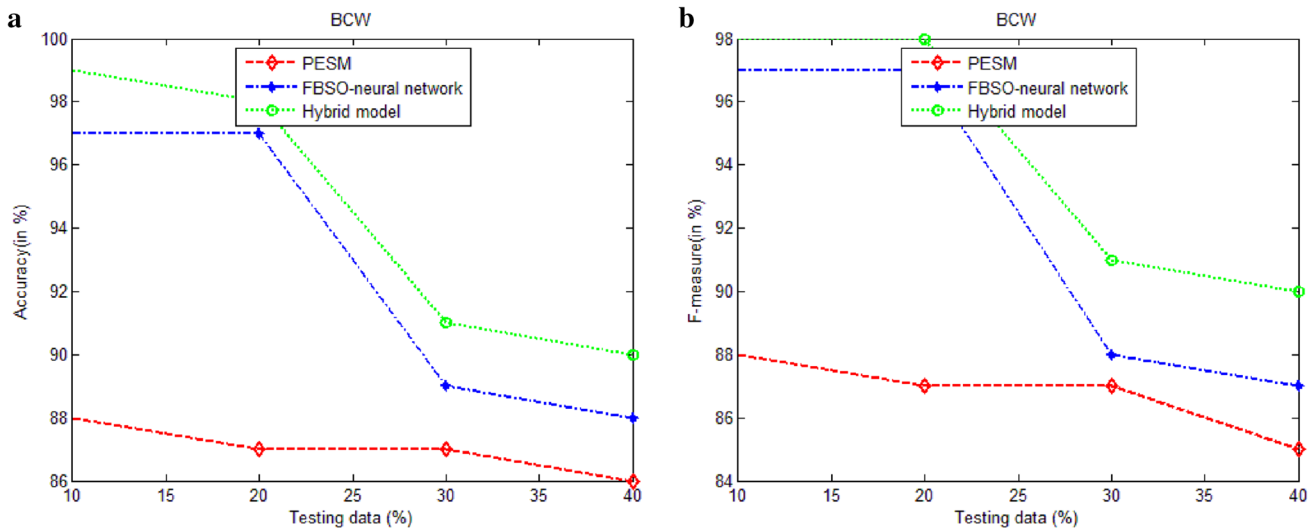 a
BCW
PESM
FBSO-neural network
Hybrid model
Accuracy(in %)
100
98
96
94
92
90
88
86
10 15 20 25 30 35 40
Testing data (%)
b
BCW
PESM
FBSO-neural network
Hybrid model
F-measure(in %)
98
96
94
92
90
88
86
84
10 15 20 25 30 35 40
Testing data (%)